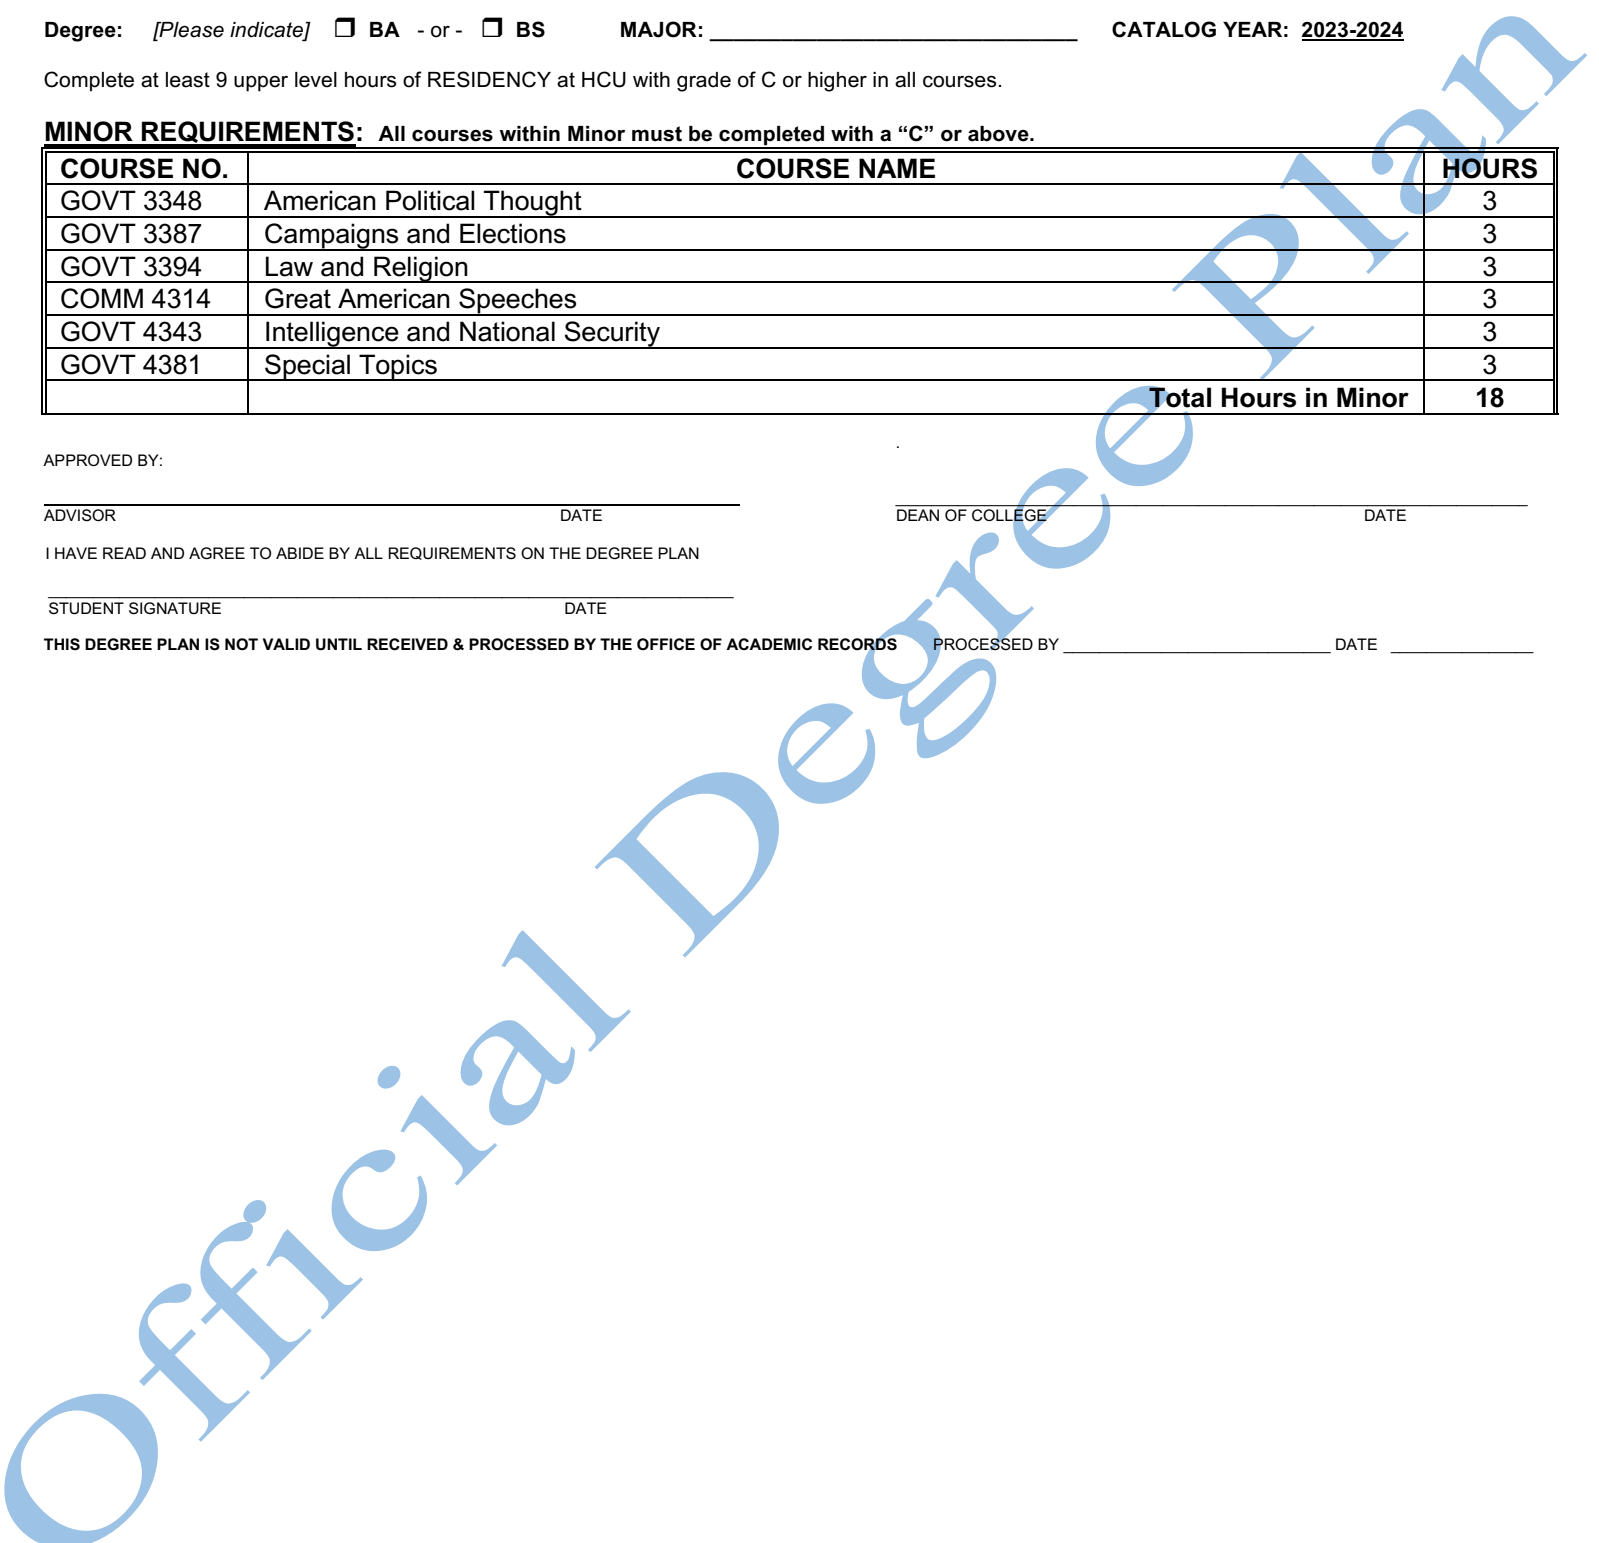 Degree: [Please indicate] ❒ BA - or - ❒ BS MAJOR: ______________________________ CATALOG YEAR: 2023-2024
Complete at least 9 upper level hours of RESIDENCY at HCU with grade of C or higher in all courses.
MINOR REQUIREMENTS: All courses within Minor must be completed with a “C” or above.
COURSE NO. COURSE NAME HOURS
GOVT 3348 American Political Thought 3
GOVT 3387 Campaigns and Elections 3
GOVT 3394 Law and Religion 3
COMM 4314 Great American Speeches 3
GOVT 4343 Intelligence and National Security 3
GOVT 4381 Special Topics 3
Total Hours in Minor 18
.
APPROVED BY:
ADVISOR DATE DEAN OF COLLEGE DATE
I HAVE READ AND AGREE TO ABIDE BY ALL REQUIREMENTS ON THE DEGREE PLAN
STUDENT SIGNATURE DATE
THIS DEGREE PLAN IS NOT VALID UNTIL RECEIVED & PROCESSED BY THE OFFICE OF ACADEMIC RECORDS PROCESSED BY ______________________________ DATE ________________
Official Degree Plan